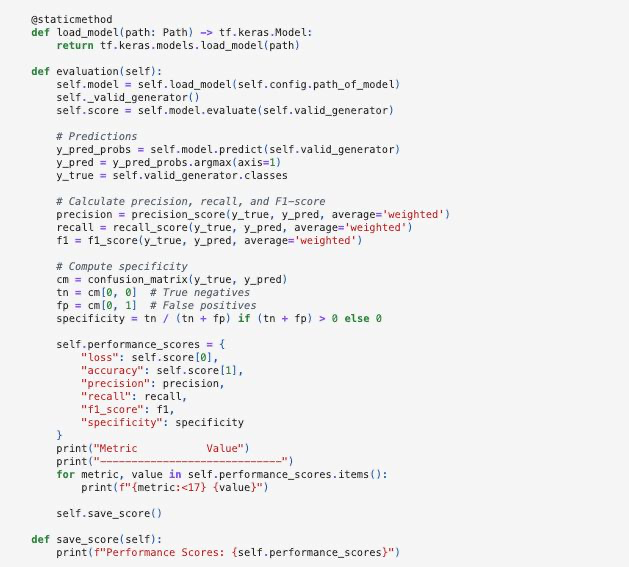 @staticmethod
def load_model(path: Path) -> tf.keras.Model:
    return tf.keras.models.load_model(path)

def evaluation(self):
    self.model = self.load_model(self.config.path_of_model)
    self._valid_generator()
    self.score = self.model.evaluate(self.valid_generator)

    # Predictions
    y_pred_probs = self.model.predict(self.valid_generator)
    y_pred = y_pred_probs.argmax(axis=1)
    y_true = self.valid_generator.classes

    # Calculate precision, recall, and F1-score
    precision = precision_score(y_true, y_pred, average='weighted')
    recall = recall_score(y_true, y_pred, average='weighted')
    f1 = f1_score(y_true, y_pred, average='weighted')

    # Compute specificity
    cm = confusion_matrix(y_true, y_pred)
    tn = cm[0, 0]  # True negatives
    fp = cm[0, 1]  # False positives
    specificity = tn / (tn + fp) if (tn + fp) > 0 else 0

    self.performance_scores = {
        "loss": self.score[0],
        "accuracy": self.score[1],
        "precision": precision,
        "recall": recall,
        "f1_score": f1,
        "specificity": specificity
    }
    print("Metric           Value")
    print("-----------------------------")
    for metric, value in self.performance_scores.items():
        print(f"{metric:<17} {value}")

    self.save_score()

def save_score(self):
    print(f"Performance Scores: {self.performance_scores}")